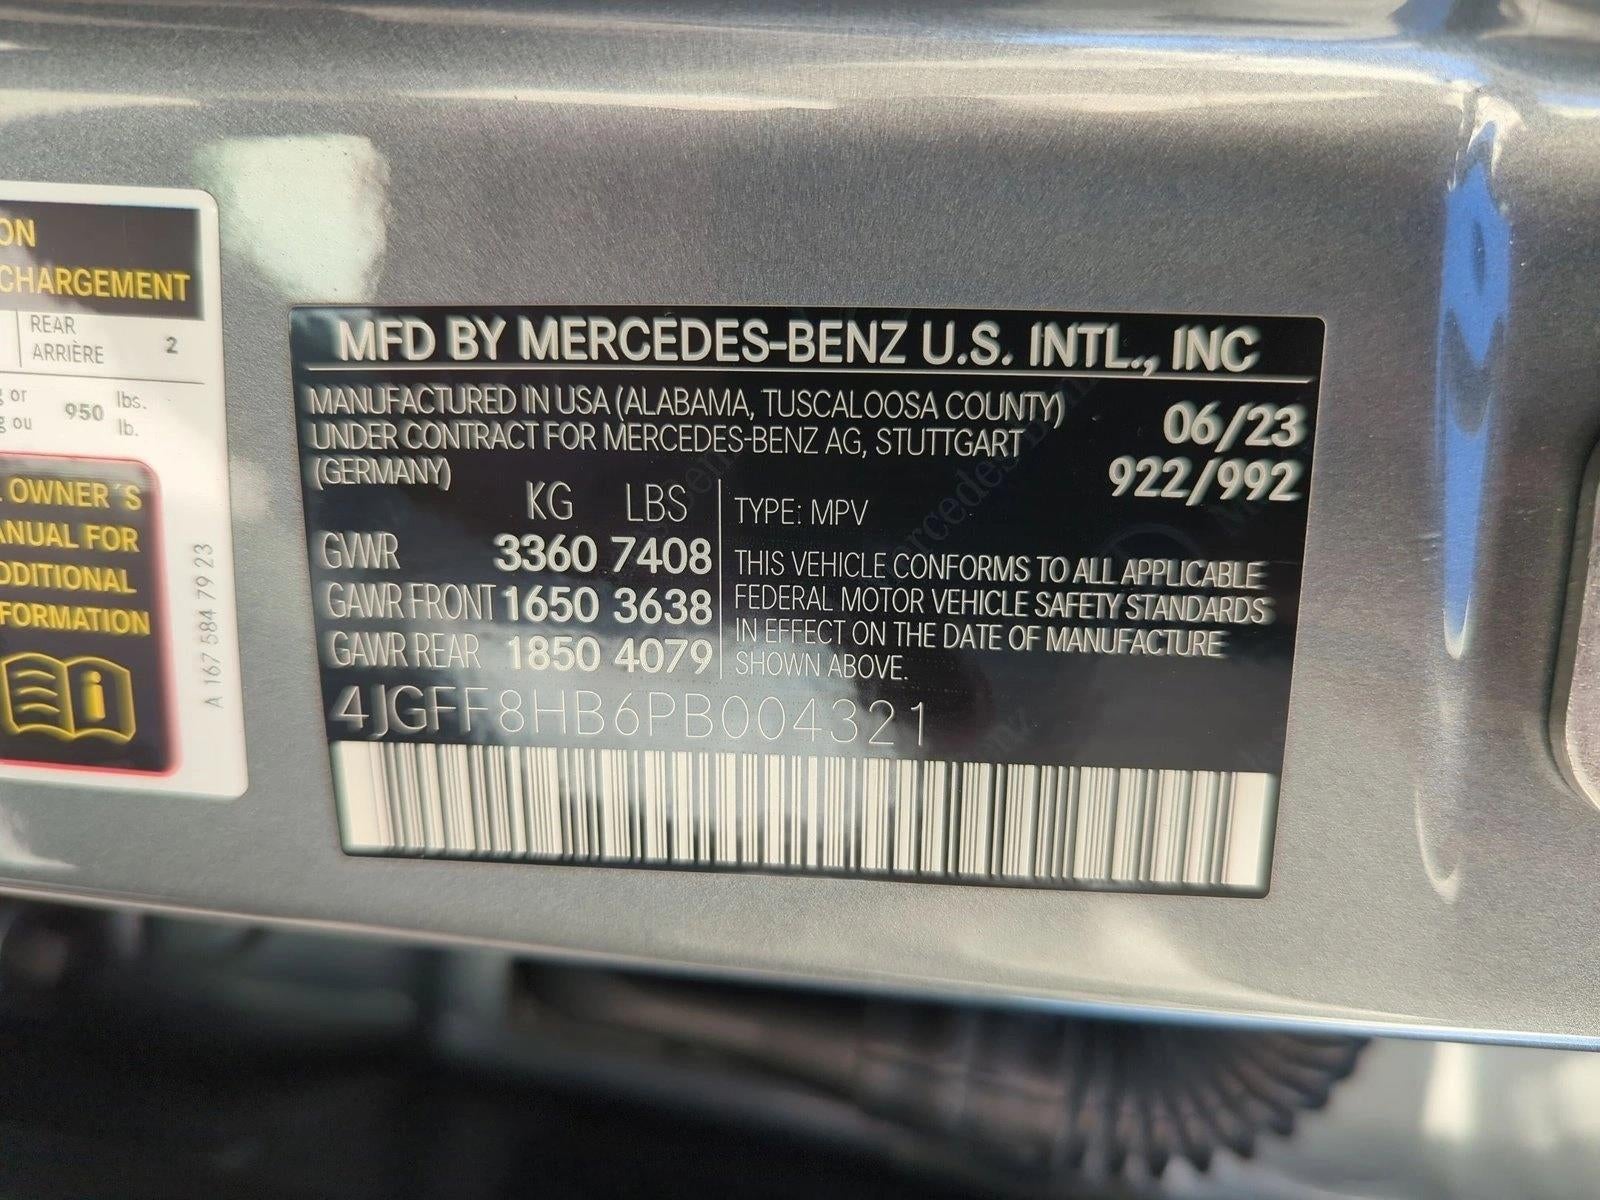 ON
CHARGEMENT
REAR
ARRIÈRE 2
or
ou 950 lbs.
lb.
OWNER´S
ANUAL FOR
DDITIONAL
FORMATION
A 167 584 79 23
MFD BY MERCEDES-BENZ U.S. INTL., INC
MANUFACTURED IN USA (ALABAMA, TUSCALOOSA COUNTY) 06/23
UNDER CONTRACT FOR MERCEDES-BENZ AG, STUTTGART 922/992
(GERMANY)
KG LBS
GVWR 3360 7408
GAWR FRONT 1650 3638
GAWR REAR 1850 4079
TYPE: MPV
THIS VEHICLE CONFORMS TO ALL APPLICABLE
FEDERAL MOTOR VEHICLE SAFETY STANDARDS
IN EFFECT ON THE DATE OF MANUFACTURE
SHOWN ABOVE.
4JGFF8HB6PB004321